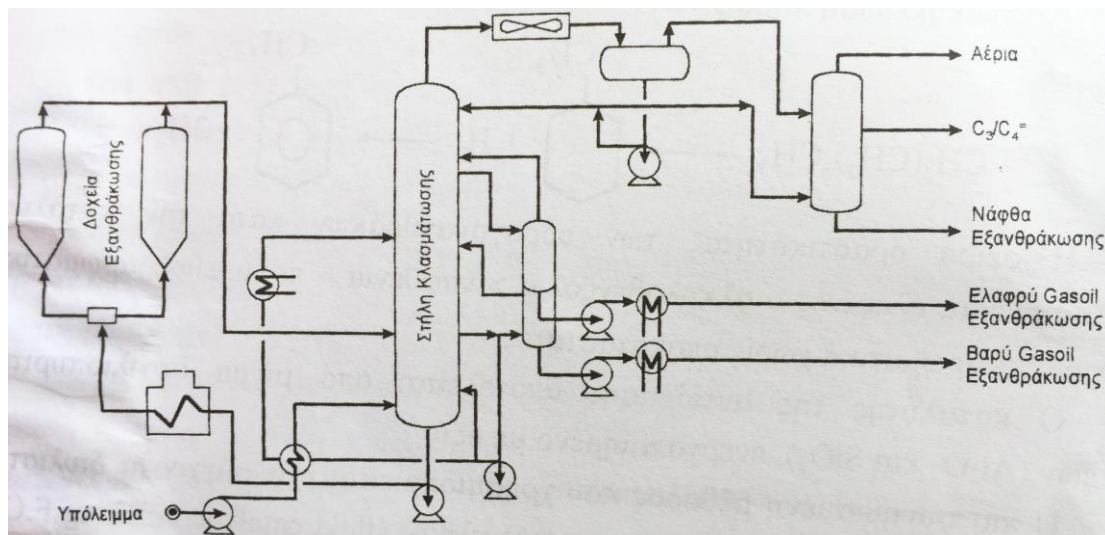 Αέρια
C₃/C₄⁼
Νάφθα
Εξανθράκωσης
Ελαφρύ Gasoil
Εξανθράκωσης
Βαρύ Gasoil
Εξανθράκωσης
Δοχεία
Εξανθράκωσης
Στήλη Κλασμάτωσης
Υπόλειμμα